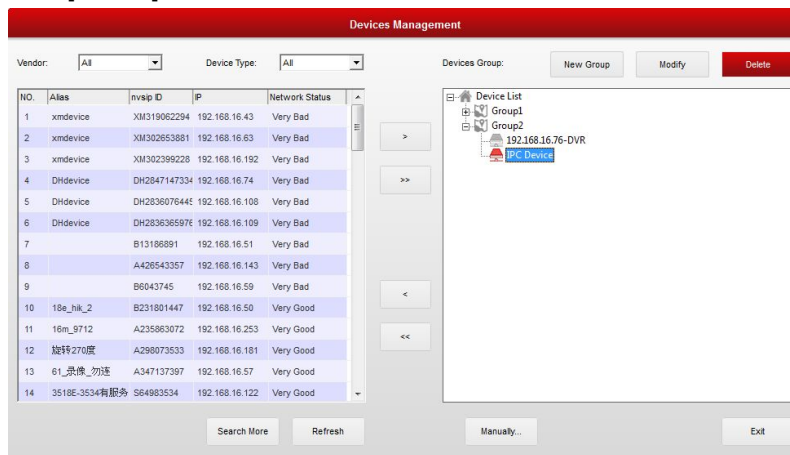 Devices Management
Vendor: All Device Type: All Devices Group: New Group Modify Delete
NO. Alias nvsip ID IP Network Status
1 xmdevice XM319062294 192.168.16.43 Very Bad
2 xmdevice XM302653881 192.168.16.63 Very Bad
3 xmdevice XM302399228 192.168.16.192 Very Bad
4 DHdevice DH2847147334 192.168.16.74 Very Bad
5 DHdevice DH2836076445 192.168.16.108 Very Bad
6 DHdevice DH2836365976 192.168.16.109 Very Bad
7 B13186891 192.168.16.51 Very Bad
8 A426543357 192.168.16.143 Very Bad
9 B6043745 192.168.16.59 Very Bad
10 18e_hik_2 B231801447 192.168.16.50 Very Good
11 16m_9712 A235863072 192.168.16.253 Very Good
12 旋转270度 A298073533 192.168.16.181 Very Good
13 61_录像_勿连 A347137397 192.168.16.57 Very Good
14 3518E-3534有服务 S64983534 192.168.16.122 Very Good
>
>>
<
<<
Device List
Group1
Group2
192.168.16.76-DVR
IPC Device
Search More Refresh Manually... Exit